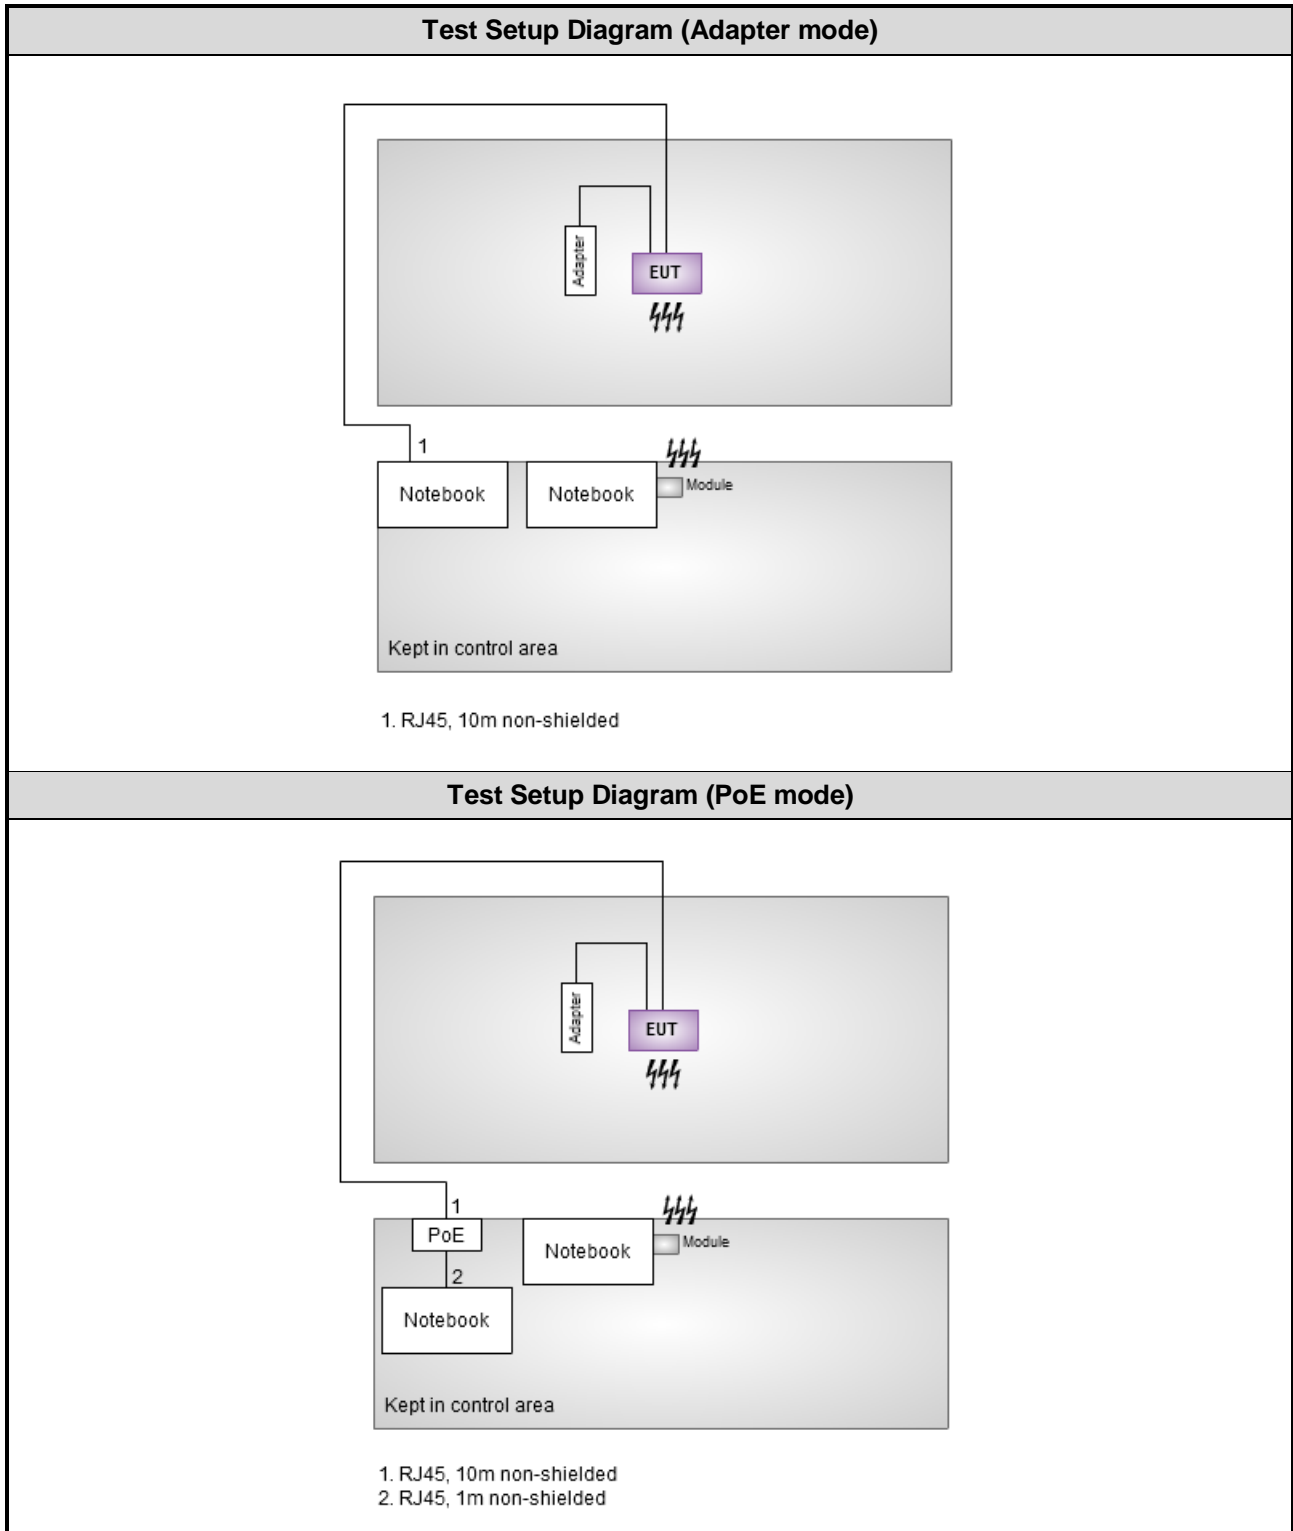 Test Setup Diagram (Adapter mode)
Adapter
EUT
1
Notebook
Notebook
Module
Kept in control area
1. RJ45, 10m non-shielded
Test Setup Diagram (PoE mode)
Adapter
EUT
1
PoE
Notebook
Module
2
Notebook
Kept in control area
1. RJ45, 10m non-shielded
2. RJ45, 1m non-shielded